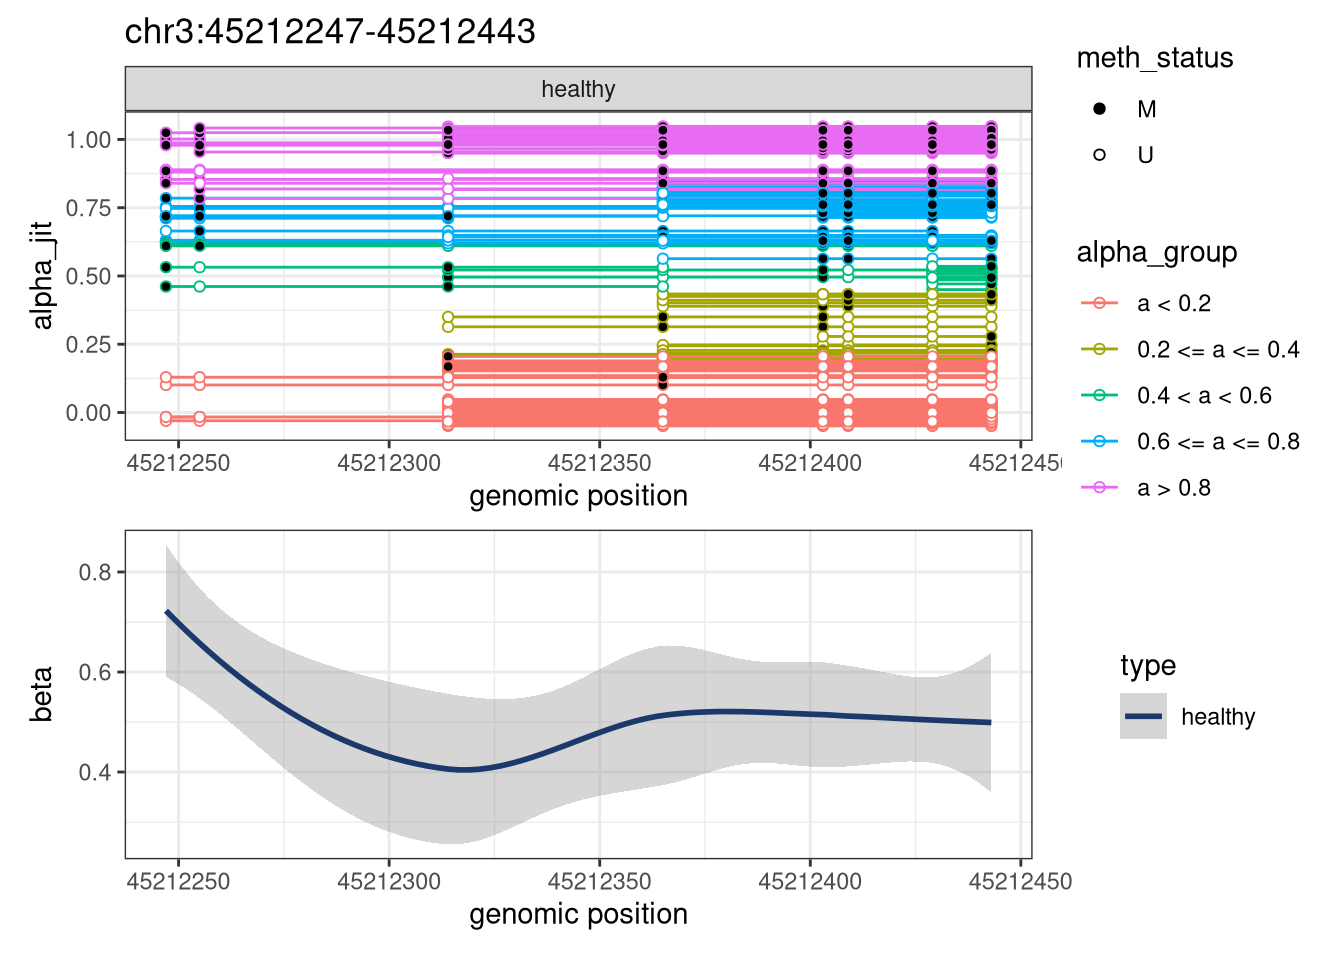 chr3:45212247-45212443
healthy
1.00
0.75
0.50
0.25
0.00
alpha_jit
45212250 45212300 45212350 45212400 4521245
genomic position
meth_status
M
U
alpha_group
a < 0.2
0.2 <= a <= 0.4
0.4 < a < 0.6
0.6 <= a <= 0.8
a > 0.8
0.8
0.6
0.4
beta
45212250 45212300 45212350 45212400 45212450
genomic position
type
healthy